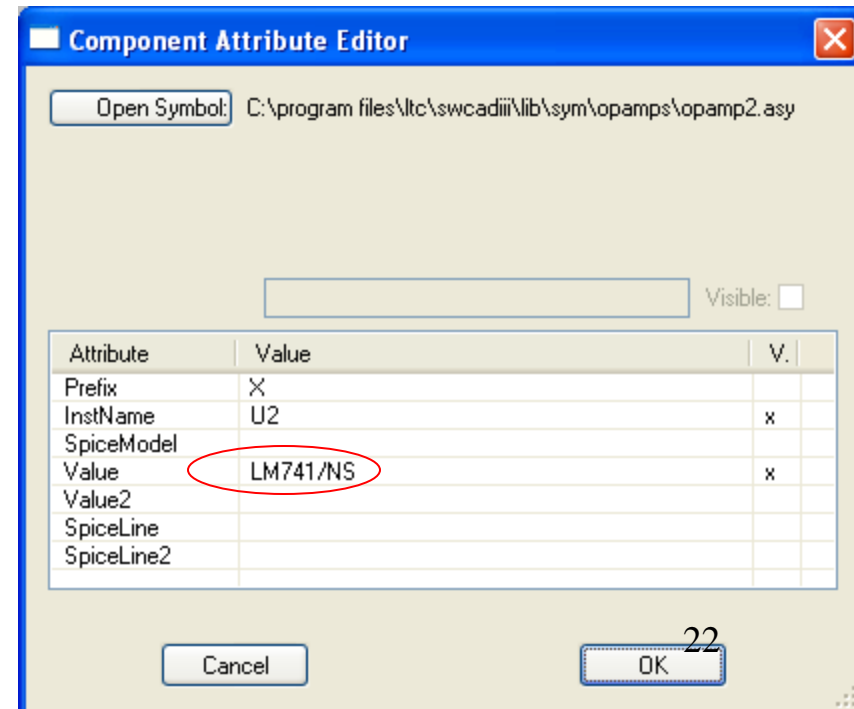 Component Attribute Editor
Open Symbol: C:\program files\ltc\swcadiii\lib\sym\opamps\opamp2.asy
Visible:
Attribute Value V.
Prefix X
InstName U2 x
SpiceModel
Value LM741/NS x
Value2
SpiceLine
SpiceLine2
22
Cancel OK